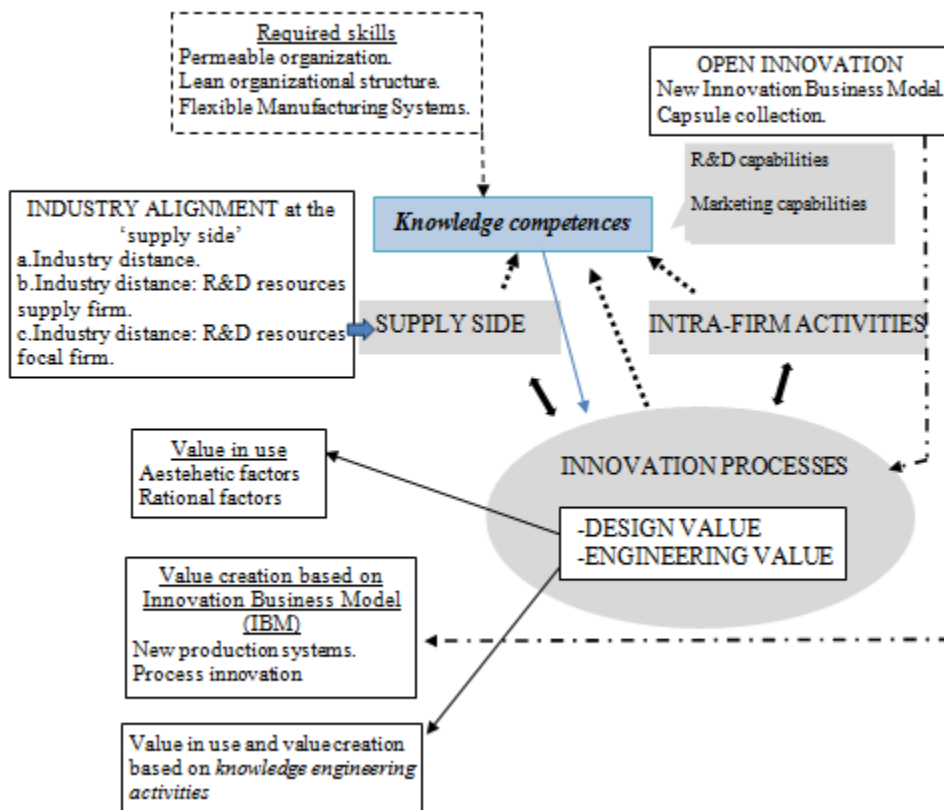 Required skills
Permeable organization.
Lean organizational structure.
Flexible Manufacturing Systems.
OPEN INNOVATION
New Innovation Business Model.
Capsule collection.
R&D capabilities
Marketing capabilities
INDUSTRY ALIGNMENT at the
‘supply side’
a.Industry distance.
b.Industry distance: R&D resources
supply firm.
c.Industry distance: R&D resources
focal firm.
Knowledge competences
SUPPLY SIDE
INTRA-FIRM ACTIVITIES
Value in use
Aestehetic factors
Rational factors
INNOVATION PROCESSES
-DESIGN VALUE
-ENGINEERING VALUE
Value creation based on
Innovation Business Model
(IBM)
New production systems.
Process innovation
Value in use and value creation
based on knowledge engineering
activities